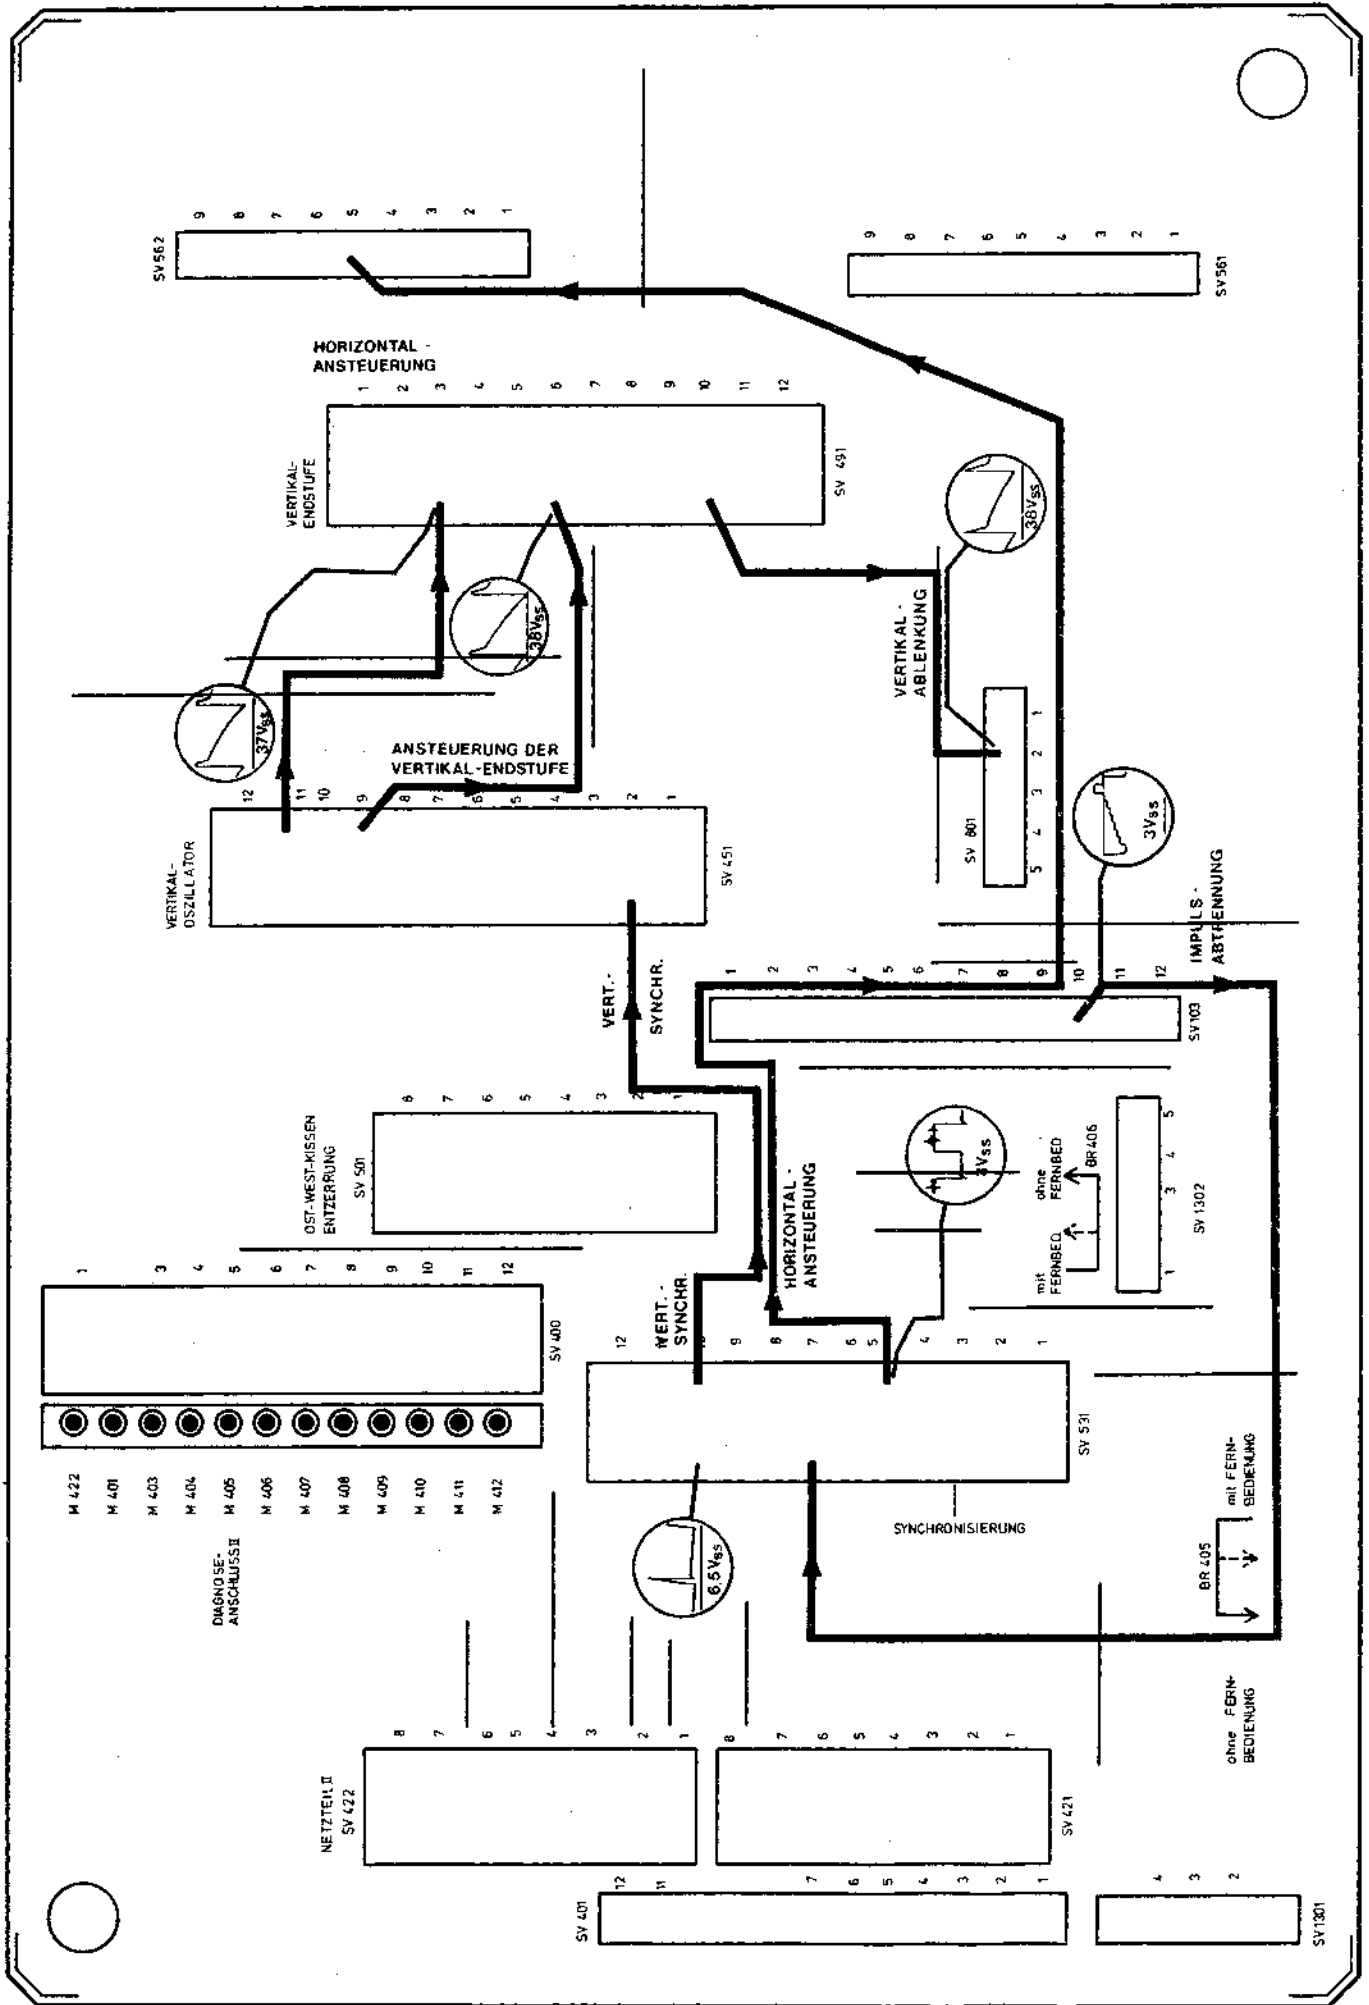 SV 562
9
8
7
6
5
4
3
2
1
9
8
7
6
5
4
3
2
1
SV 561
HORIZONTAL -
ANSTEUERUNG
VERTIKAL-
ENDSTUFE
1
2
3
4
5
6
7
8
9
10
11
12
SV 491
38Vss
38Vss
37Vss
VERTIKAL -
ABLENKUNG
ANSTEUERUNG DER
VERTIKAL-ENDSTUFE
12
11
10
9
8
7
6
5
4
3
2
1
VERTIKAL-
OSZILLATOR
SV 451
SV 801
1
2
3
4
5
3Vss
IMPULS -
ABTRENNUNG
VERT.-
SYNCHR.
1
2
3
4
5
6
7
8
9
10
11
12
SV 103
OST-WEST-KISSEN
ENTZERRUNG
SV 501
8
7
6
5
4
3
2
1
HORIZONTAL -
ANSTEUERUNG
3Vss
mit
FERNBED
ohne
FERNBED
BR 406
1
3
4
5
SV 1302
1
3
4
5
6
7
8
9
10
11
12
SV 400
VERT. -
SYNCHR.
12
10
9
8
7
6
5
4
3
2
1
SV 531
SYNCHRONISIERUNG
M 422
M 401
M 403
M 404
M 405
M 406
M 407
M 408
M 409
M 410
M 411
M 412
DIAGNOSE-
ANSCHLUSS II
6,5Vss
BR 405
mit FERN-
BEDIENUNG
ohne FERN-
BEDIENUNG
NETZTEIL II
SV 422
8
7
6
5
4
3
2
1
8
7
6
5
4
3
2
1
SV 421
SV 401
12
11
7
6
5
4
3
2
1
4
3
2
SV 1301